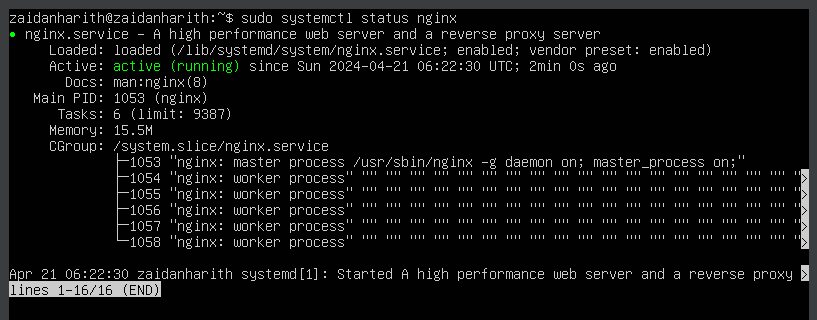 zaidanharith@zaidanharith:~$ sudo systemctl status nginx
● nginx.service - A high performance web server and a reverse proxy server
     Loaded: loaded (/lib/systemd/system/nginx.service; enabled; vendor preset: enabled)
     Active: active (running) since Sun 2024-04-21 06:22:30 UTC; 2min 0s ago
       Docs: man:nginx(8)
   Main PID: 1053 (nginx)
      Tasks: 6 (limit: 9387)
     Memory: 15.5M
     CGroup: /system.slice/nginx.service
             ├─1053 "nginx: master process /usr/sbin/nginx -g daemon on; master_process on;"
             ├─1054 "nginx: worker process" "" "" "" "" "" "" "" "" "" "" "" "" "" "" "" "" "" "" ">
             ├─1055 "nginx: worker process" "" "" "" "" "" "" "" "" "" "" "" "" "" "" "" "" "" "" ">
             ├─1056 "nginx: worker process" "" "" "" "" "" "" "" "" "" "" "" "" "" "" "" "" "" "" ">
             ├─1057 "nginx: worker process" "" "" "" "" "" "" "" "" "" "" "" "" "" "" "" "" "" "" ">
             └─1058 "nginx: worker process" "" "" "" "" "" "" "" "" "" "" "" "" "" "" "" "" "" "" ">

Apr 21 06:22:30 zaidanharith systemd[1]: Started A high performance web server and a reverse proxy >
lines 1-16/16 (END)